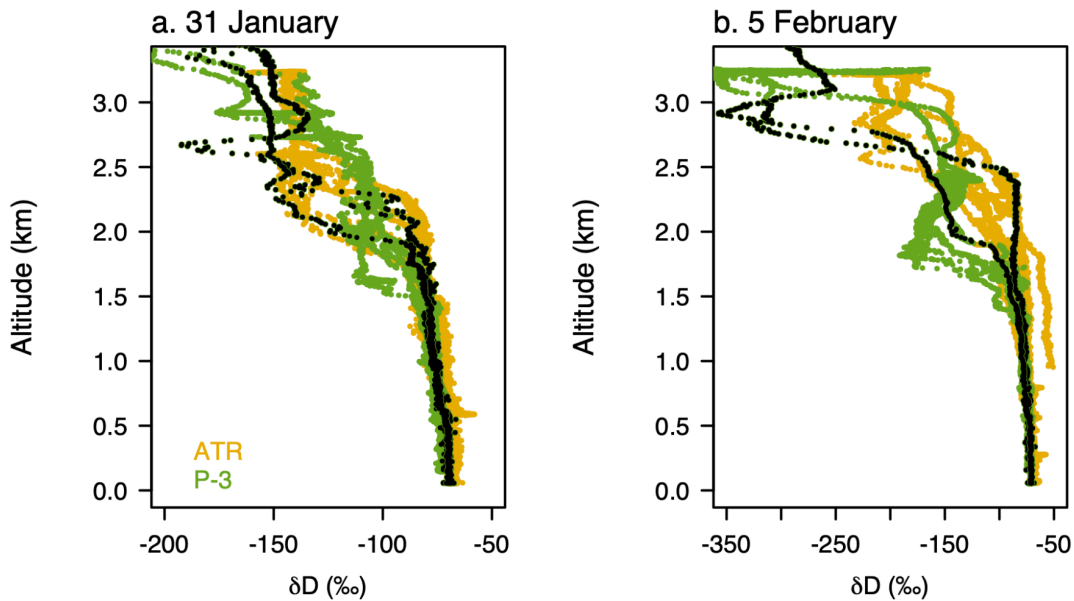 a. 31 January
Altitude (km)
3.0
2.5
2.0
1.5
1.0
0.5
0.0
ATR
P-3
-200
-150
-100
-50
δD (‰)
b. 5 February
Altitude (km)
3.0
2.5
2.0
1.5
1.0
0.5
0.0
-350
-250
-150
-50
δD (‰)